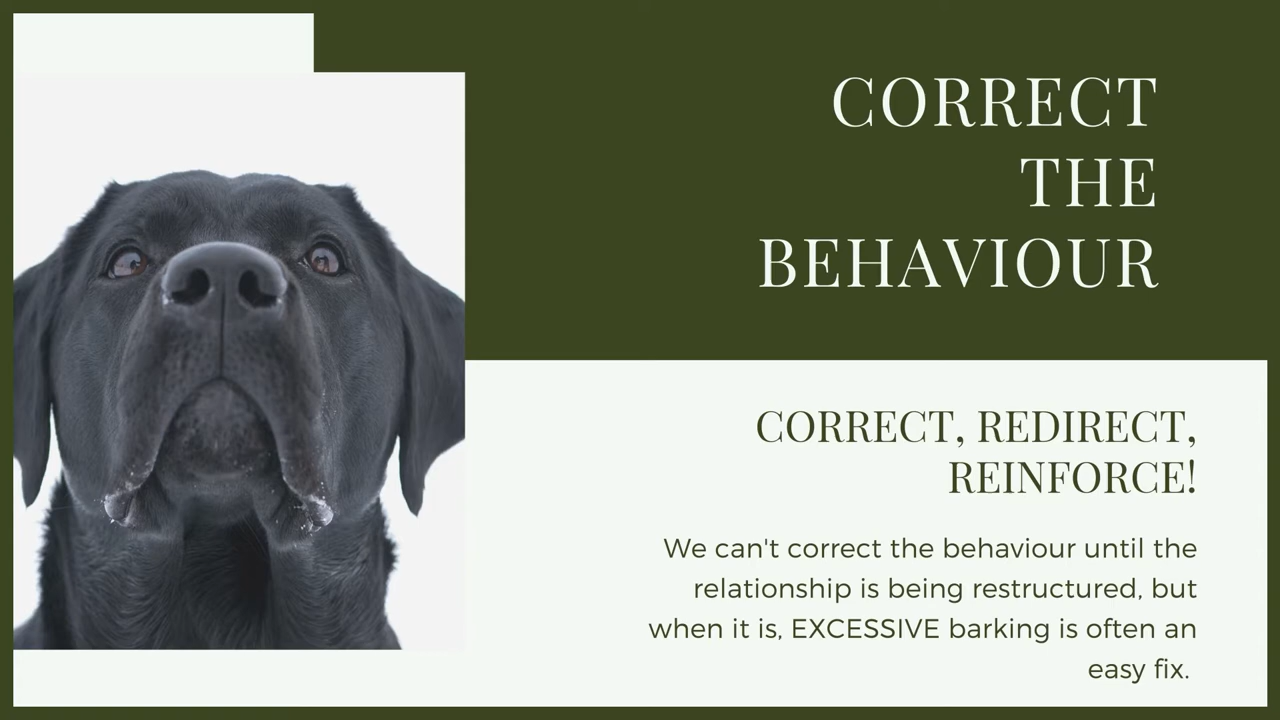 CORRECT
THE
BEHAVIOUR
CORRECT, REDIRECT,
REINFORCE!
We can't correct the behaviour until the
relationship is being restructured, but
when it is, EXCESSIVE barking is often an
easy fix.